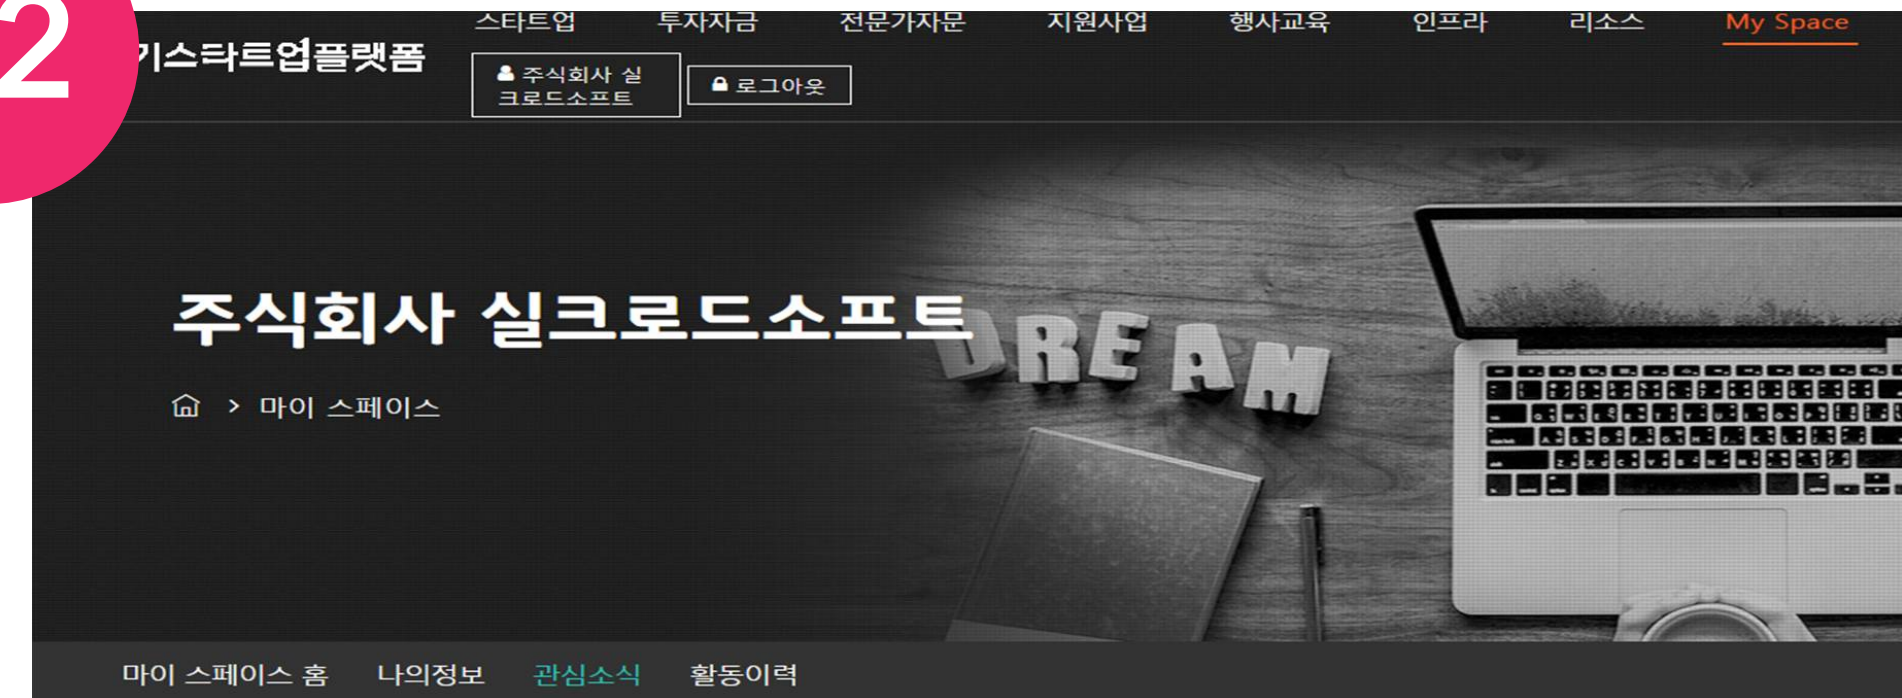 2
스타트업 투자자금 전문가자문 지원사업 행사교육 인프라 리소스 My Space
기스타트업플랫폼
주식회사 실
크로드소프트
로그아웃
주식회사 실크로드소프트
DREAM
> 마이 스페이스
마이 스페이스 홈 나의정보 관심소식 활동이력